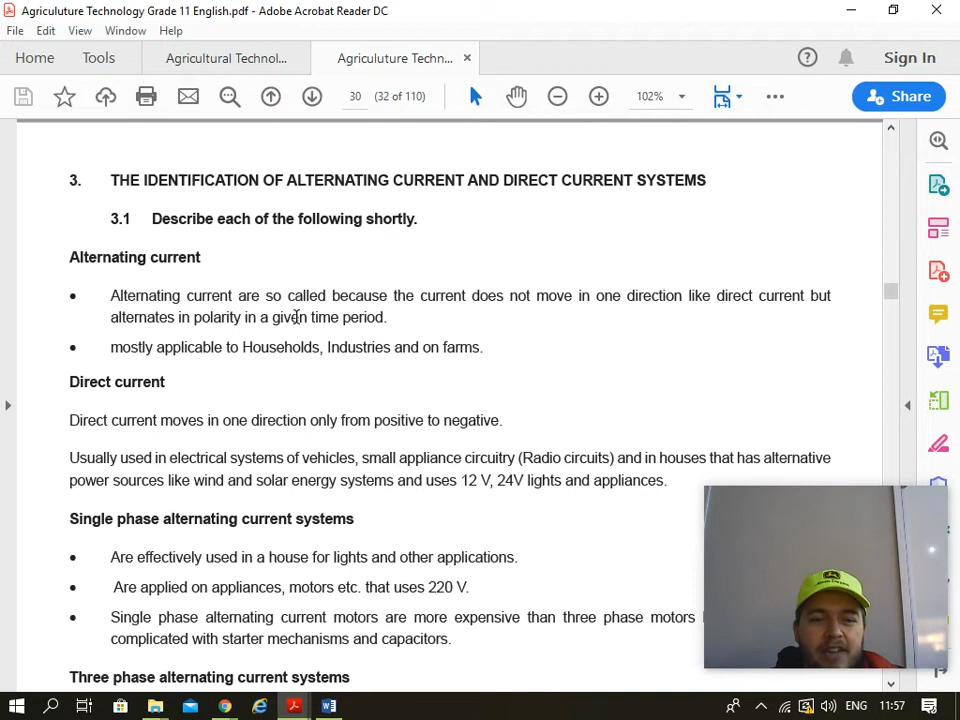 Agriculuture Technology Grade 11 English.pdf - Adobe Acrobat Reader DC
File Edit View Window Help
Home Tools Agricultural Technol... Agriculuture Techn... Sign In
30 (32 of 110) 102% Share
3. THE IDENTIFICATION OF ALTERNATING CURRENT AND DIRECT CURRENT SYSTEMS
3.1 Describe each of the following shortly.
Alternating current
• Alternating current are so called because the current does not move in one direction like direct current but
alternates in polarity in a given time period.
• mostly applicable to Households, Industries and on farms.
Direct current
Direct current moves in one direction only from positive to negative.
Usually used in electrical systems of vehicles, small appliance circuitry (Radio circuits) and in houses that has alternative
power sources like wind and solar energy systems and uses 12 V, 24V lights and appliances.
Single phase alternating current systems
• Are effectively used in a house for lights and other applications.
• Are applied on appliances, motors etc. that uses 220 V.
• Single phase alternating current motors are more expensive than three phase motors
complicated with starter mechanisms and capacitors.
Three phase alternating current systems
ENG 11:57